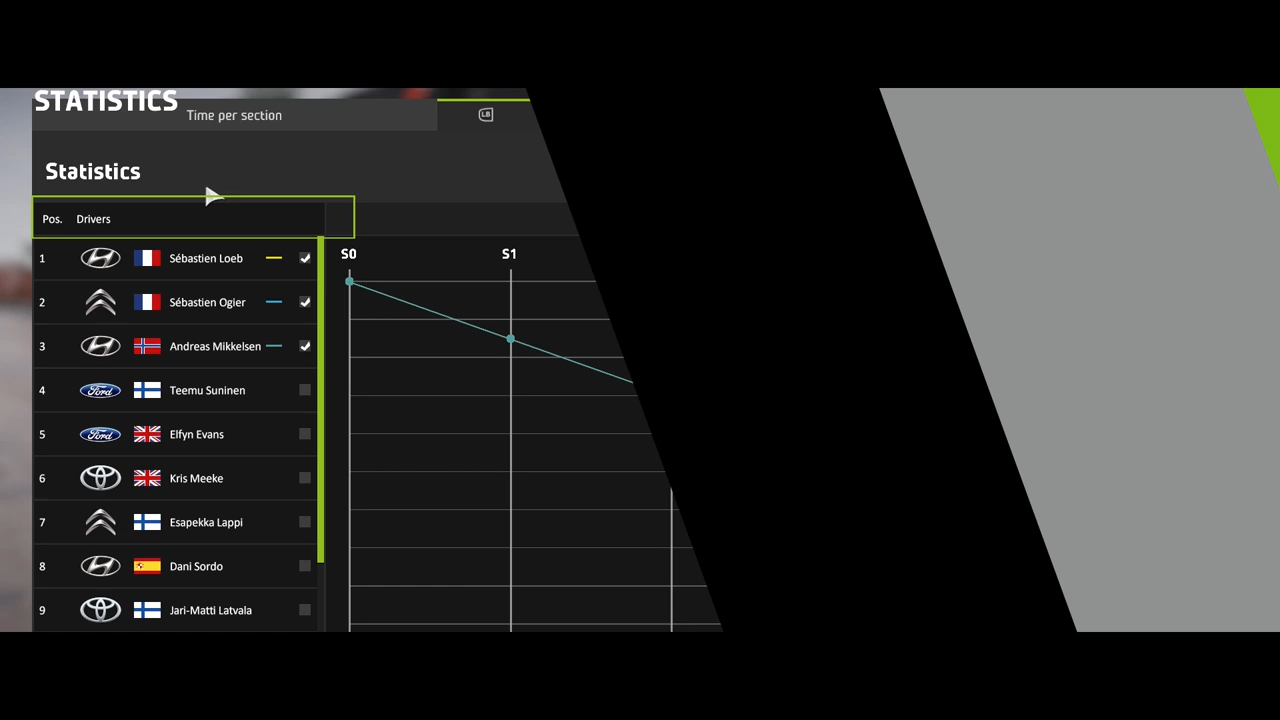 STATISTICS
Time per section
LB
Statistics
Pos. Drivers
S0 S1
1 Sébastien Loeb
2 Sébastien Ogier
3 Andreas Mikkelsen
4 Ford Teemu Suninen
5 Ford Elfyn Evans
6 Kris Meeke
7 Esapekka Lappi
8 Dani Sordo
9 Jari-Matti Latvala